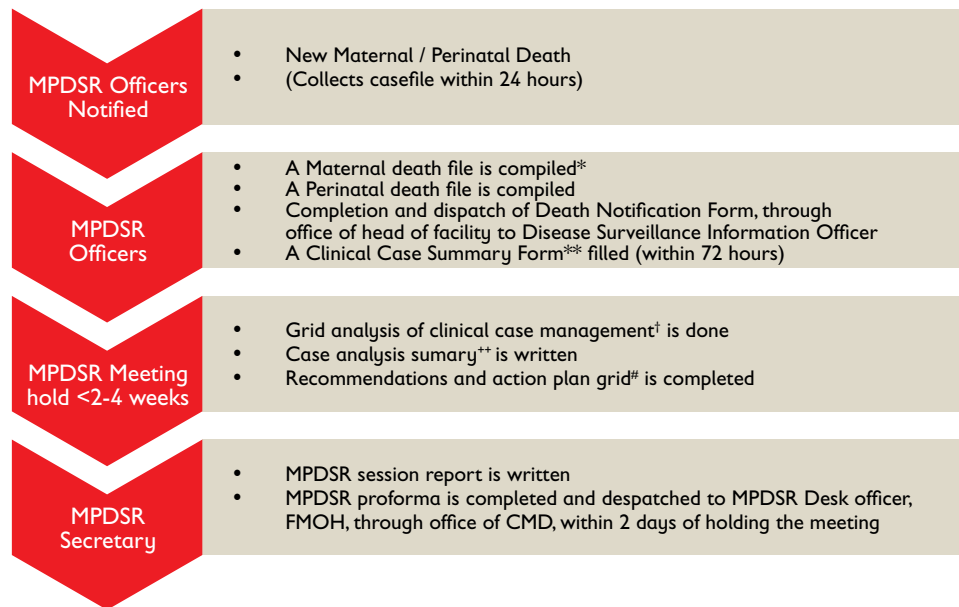 MPDSR Officers
Notified
• New Maternal / Perinatal Death
• (Collects casefile within 24 hours)
MPDSR
Officers
• A Maternal death file is compiled*
• A Perinatal death file is compiled
• Completion and dispatch of Death Notification Form, through
office of head of facility to Disease Surveillance Information Officer
• A Clinical Case Summary Form** filled (within 72 hours)
MPDSR Meeting
hold <2-4 weeks
• Grid analysis of clinical case management† is done
• Case analysis sumary⁺⁺ is written
• Recommendations and action plan grid# is completed
MPDSR
Secretary
• MPDSR session report is written
• MPDSR proforma is completed and despatched to MPDSR Desk officer,
FMOH, through office of CMD, within 2 days of holding the meeting